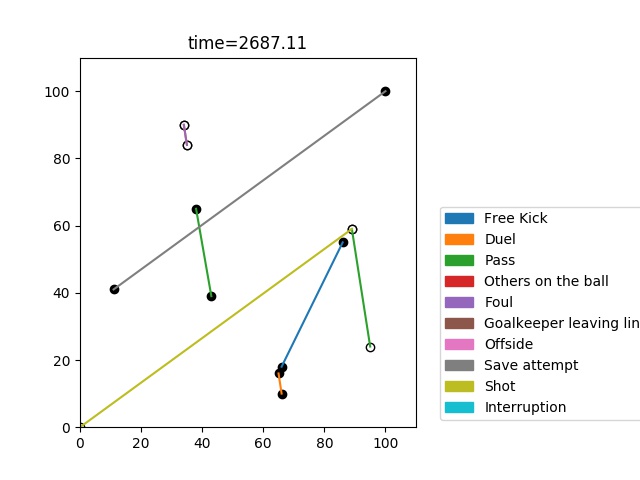 time=2687.11
100
80
60
40
20
0
0 20 40 60 80 100
Free Kick
Duel
Pass
Others on the ball
Foul
Goalkeeper leaving lin
Offside
Save attempt
Shot
Interruption